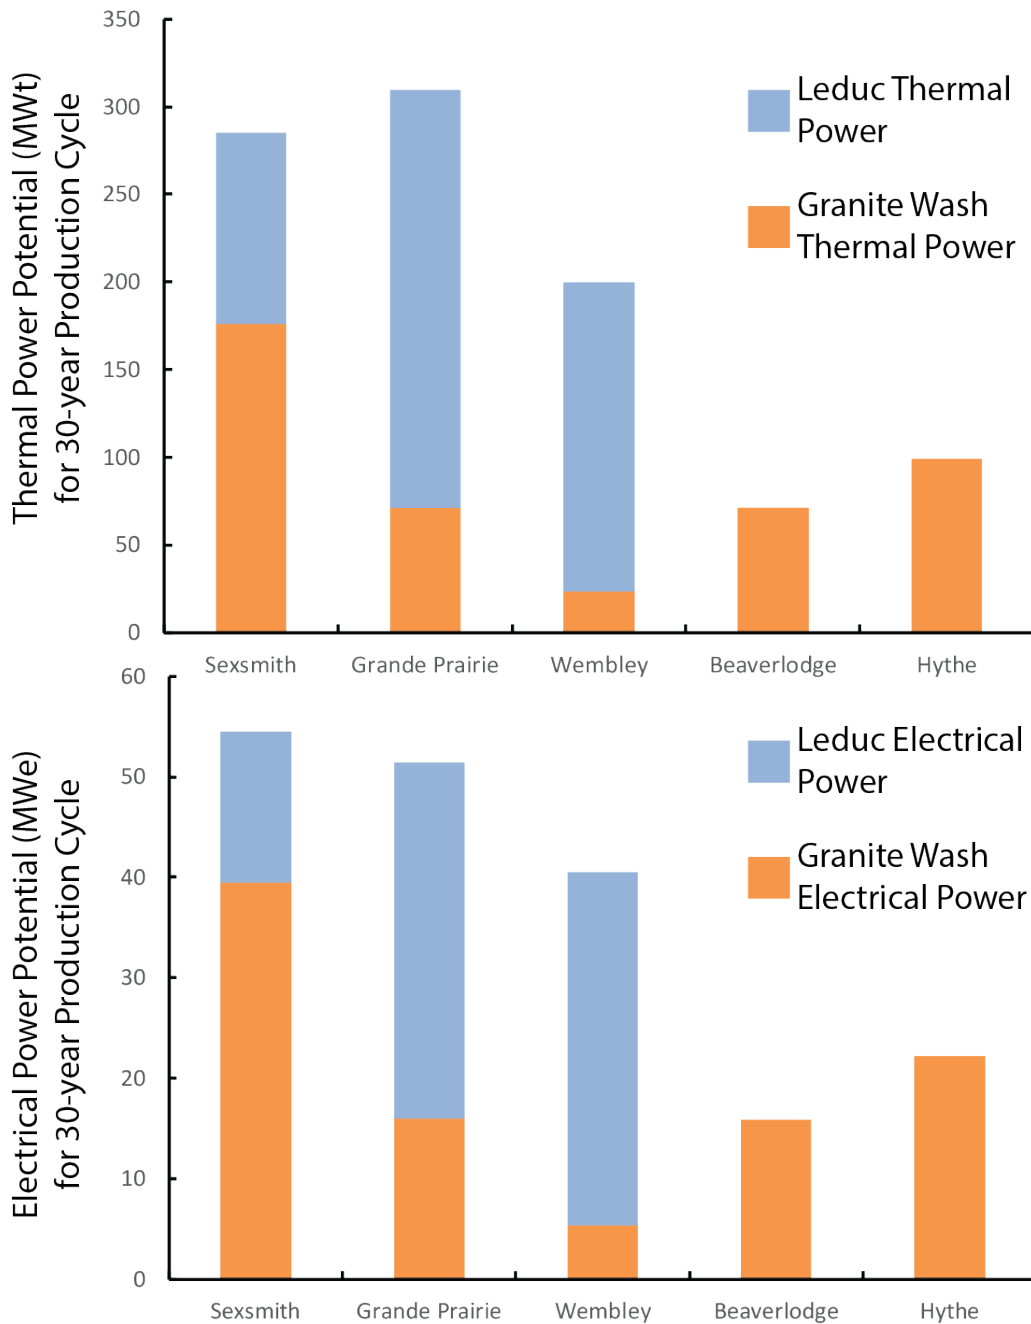 Thermal Power Potential (MWt)
for 30-year Production Cycle
350
300
250
200
150
100
50
0
Leduc Thermal
Power
Granite Wash
Thermal Power
Sexsmith
Grande Prairie
Wembley
Beaverlodge
Hythe
Electrical Power Potential (MWe)
for 30-year Production Cycle
60
50
40
30
20
10
0
Leduc Electrical
Power
Granite Wash
Electrical Power
Sexsmith
Grande Prairie
Wembley
Beaverlodge
Hythe